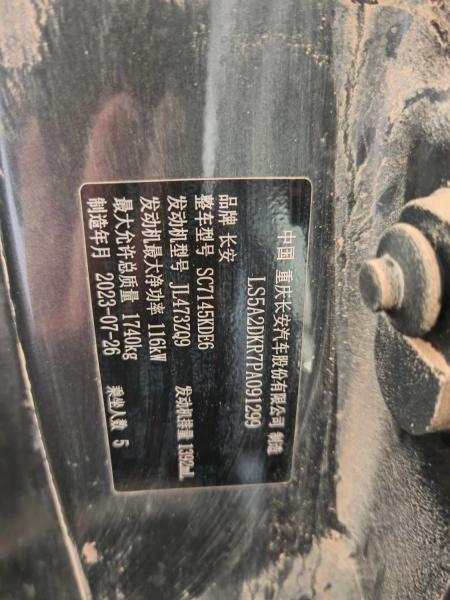 中国 重庆长安汽车股份有限公司 制造
LS5A2DKR7PA091299
品牌 长安
整车型号 SC7145KDE6
发动机型号 JL473ZQ9 发动机排量 1392mL
发动机最大净功率 116kW
最大允许总质量 1740kg
制造年月 2023-07-26 乘坐人数 5